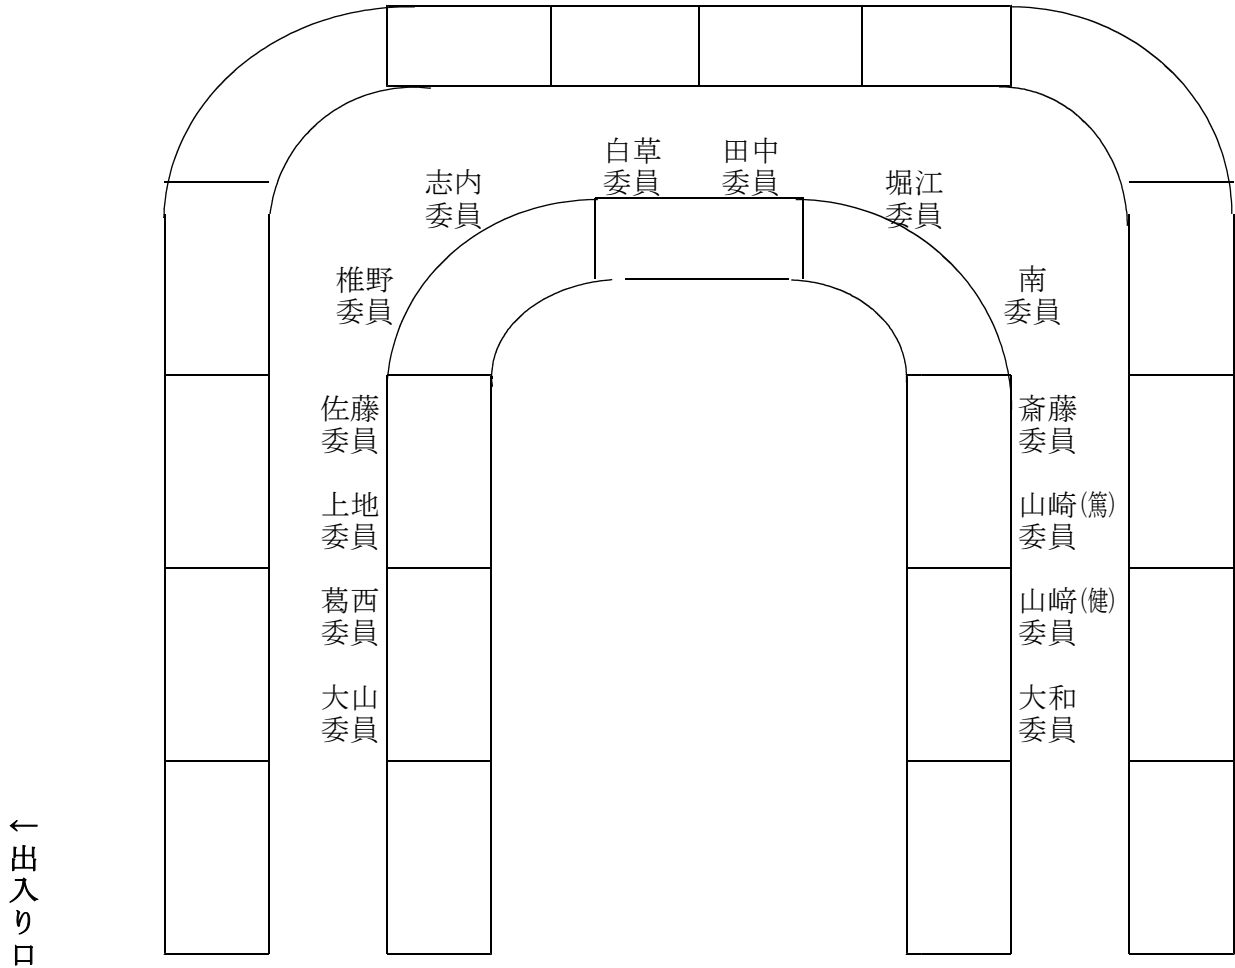 白草
委員
田中
委員
志内
委員
堀江
委員
椎野
委員
南
委員
佐藤
委員
斎藤
委員
上地
委員
山崎(篤)
委員
葛西
委員
山﨑(健)
委員
大山
委員
大和
委員
←出入り口